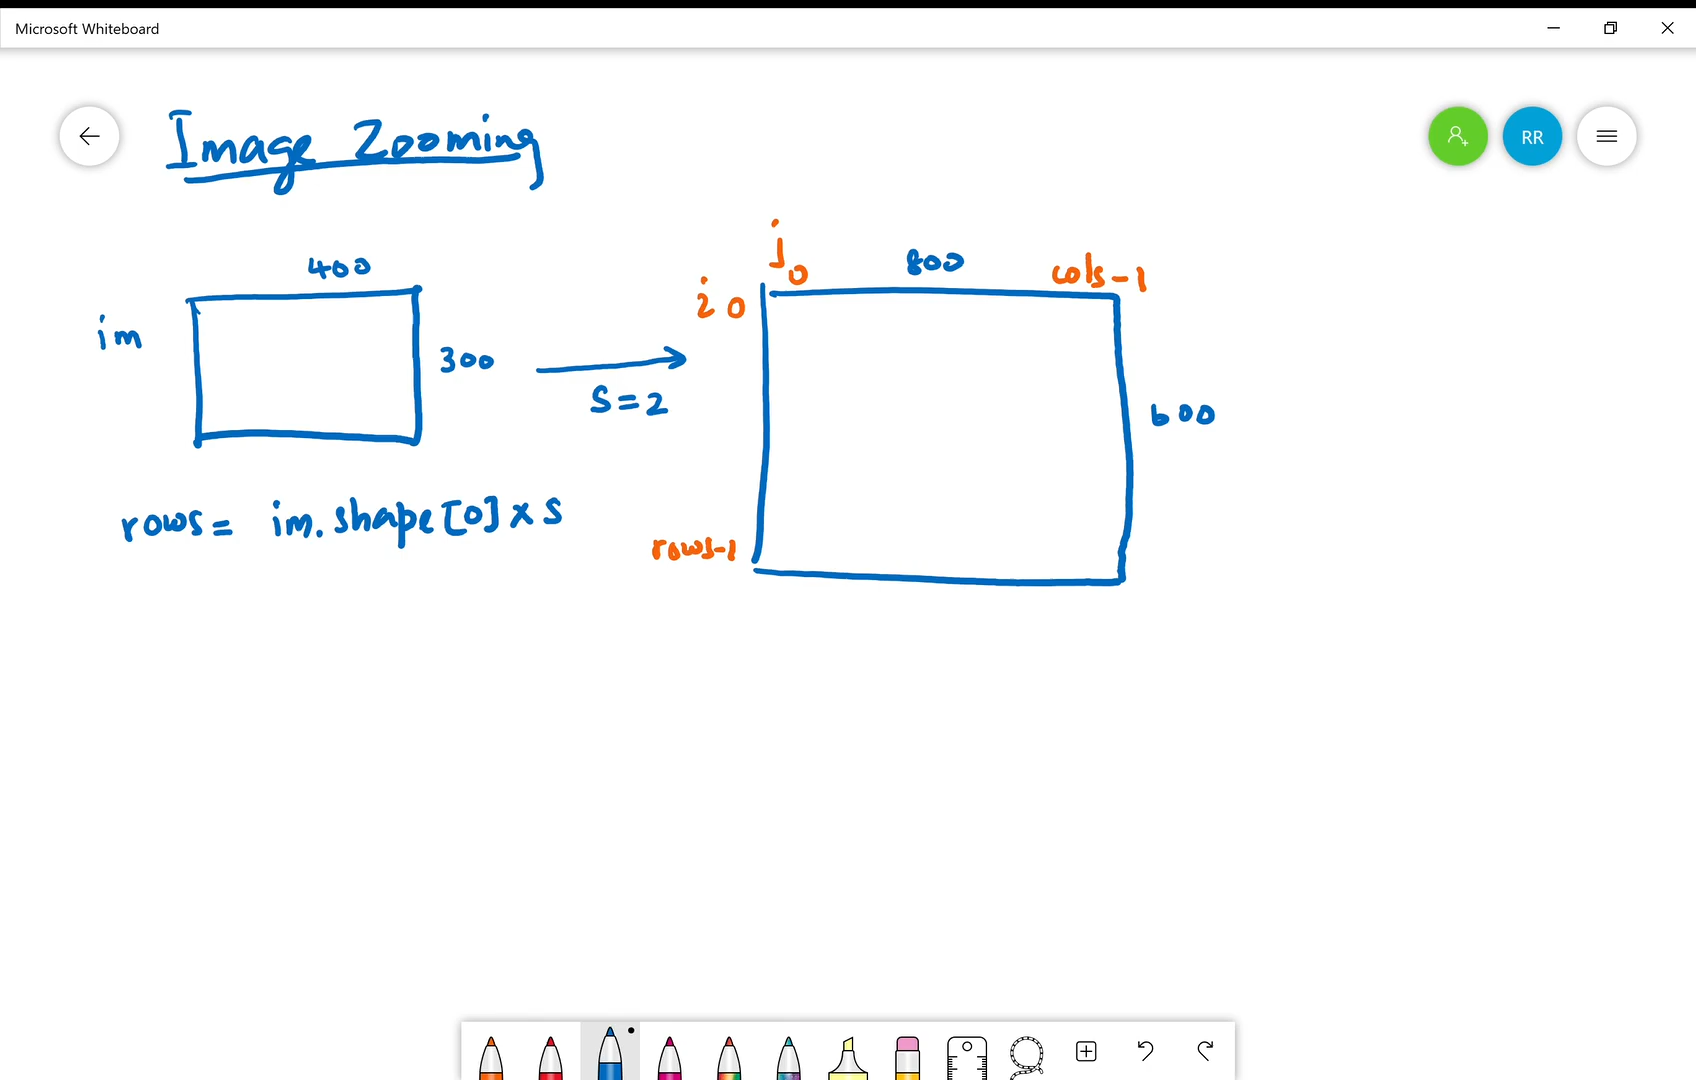 Microsoft Whiteboard
Image Zooming
RR
j
400
800
cols-1
0
i 0
im
300
S=2
600
rows= im.shape[0]×s
rows-1